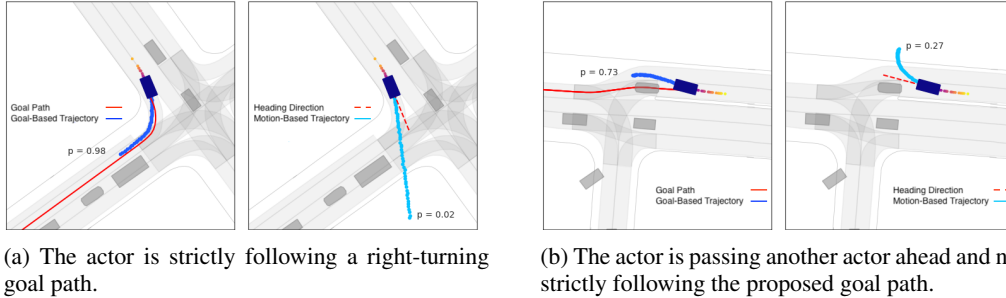 Goal Path
Goal-Based Trajectory
p = 0.98
Heading Direction
Motion-Based Trajectory
p = 0.02
p = 0.73
Goal Path
Goal-Based Trajectory
p = 0.27
Heading Direction
Motion-Based Trajectory
(a) The actor is strictly following a right-turning
goal path.
(b) The actor is passing another actor ahead and n
strictly following the proposed goal path.